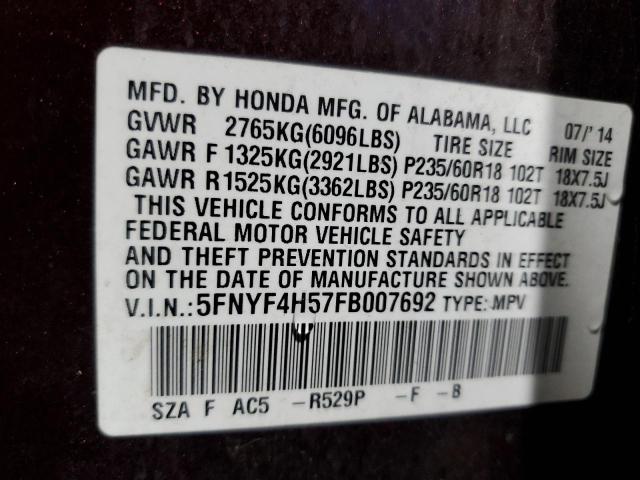 MFD. BY HONDA MFG. OF ALABAMA, LLC 07/'14
GVWR 2765KG(6096LBS) TIRE SIZE RIM SIZE
GAWR F 1325KG(2921LBS) P235/60R18 102T 18X7.5J
GAWR R1525KG(3362LBS) P235/60R18 102T 18X7.5J
THIS VEHICLE CONFORMS TO ALL APPLICABLE
FEDERAL MOTOR VEHICLE SAFETY
AND THEFT PREVENTION STANDARDS IN EFFECT
ON THE DATE OF MANUFACTURE SHOWN ABOVE.
V.I.N.: 5FNYF4H57FB007692 TYPE: MPV
SZA F AC5 -R529P -F -B